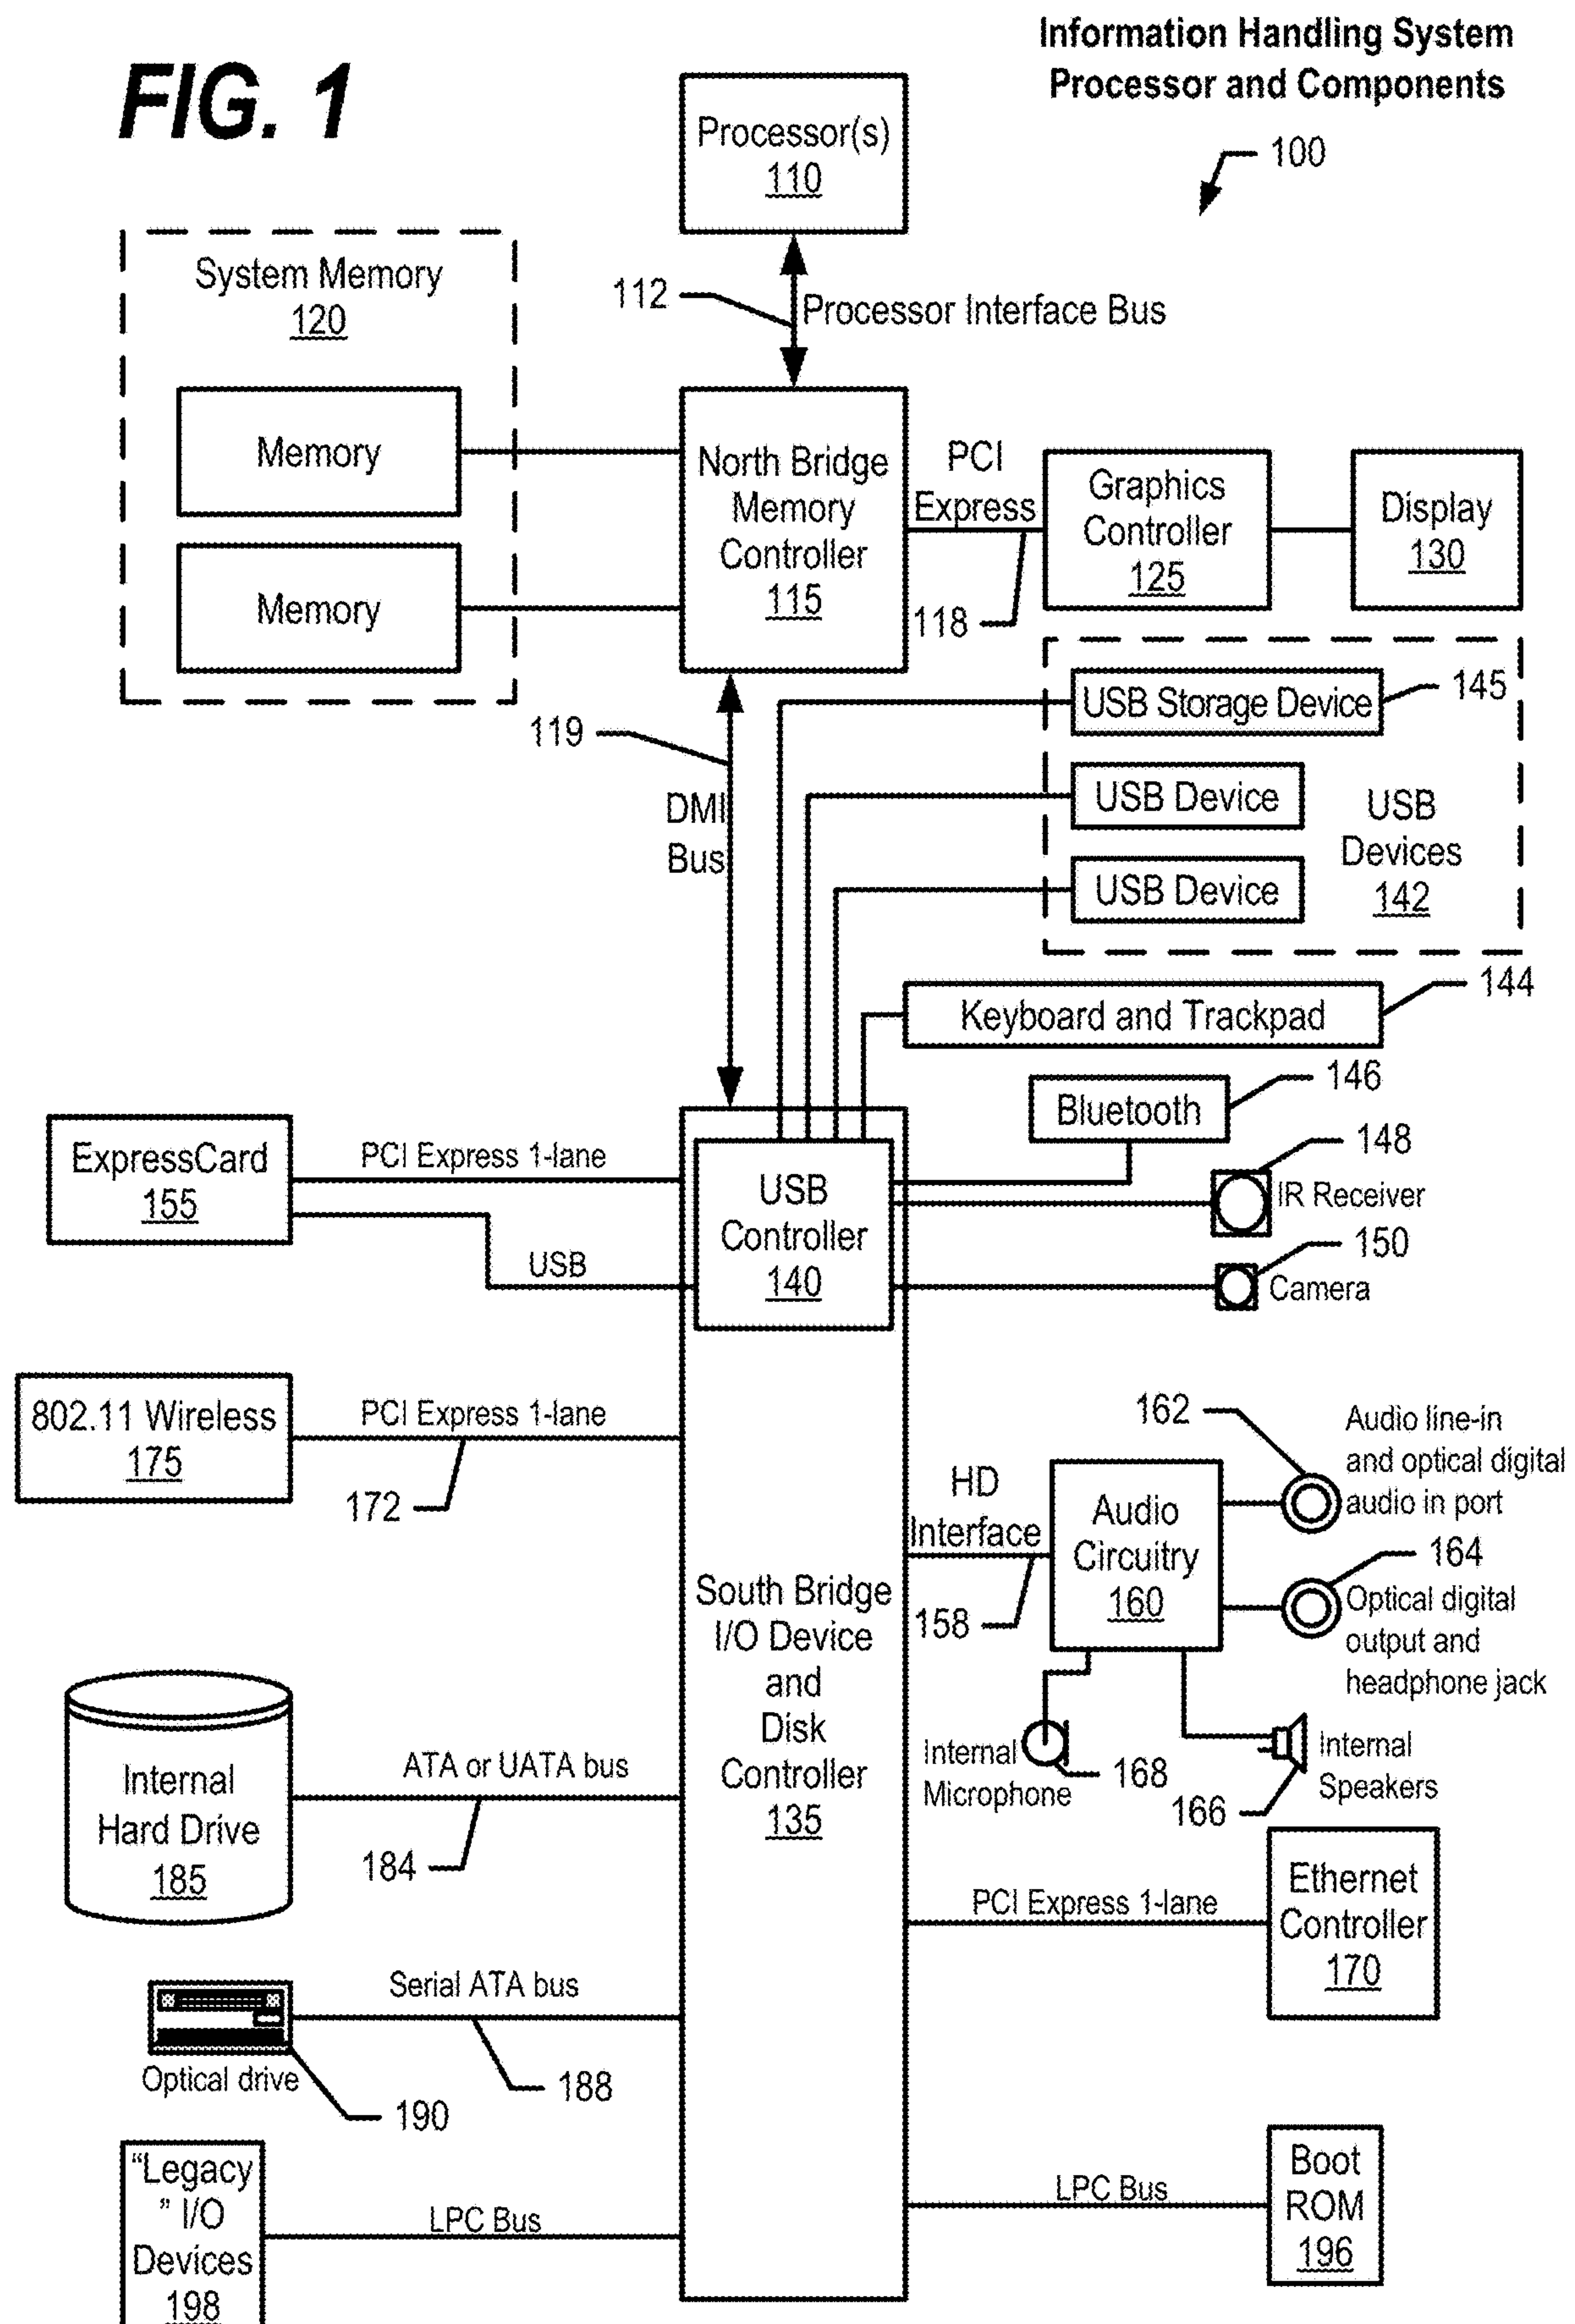 FIG. 1
Information Handling System
Processor and Components
100
Processor(s)
110
System Memory
120
112
Processor Interface Bus
Memory
Memory
North Bridge
Memory
Controller
115
PCI
Express
118
Graphics
Controller
125
Display
130
119
DMI
Bus
USB Storage Device
145
USB Device
USB Device
USB
Devices
142
Keyboard and Trackpad
144
Bluetooth
146
148
IR Receiver
150
Camera
ExpressCard
155
PCI Express 1-lane
USB
USB
Controller
140
802.11 Wireless
175
PCI Express 1-lane
172
162
Audio line-in
and optical digital
audio in port
HD
Interface
158
Audio
Circuitry
160
164
Optical digital
output and
headphone jack
South Bridge
I/O Device
and
Disk
Controller
135
Internal
Microphone
168
166
Internal
Speakers
Internal
Hard Drive
185
ATA or UATA bus
184
PCI Express 1-lane
Ethernet
Controller
170
Serial ATA bus
188
Optical drive
190
“Legacy
” I/O
Devices
198
LPC Bus
LPC Bus
Boot
ROM
196